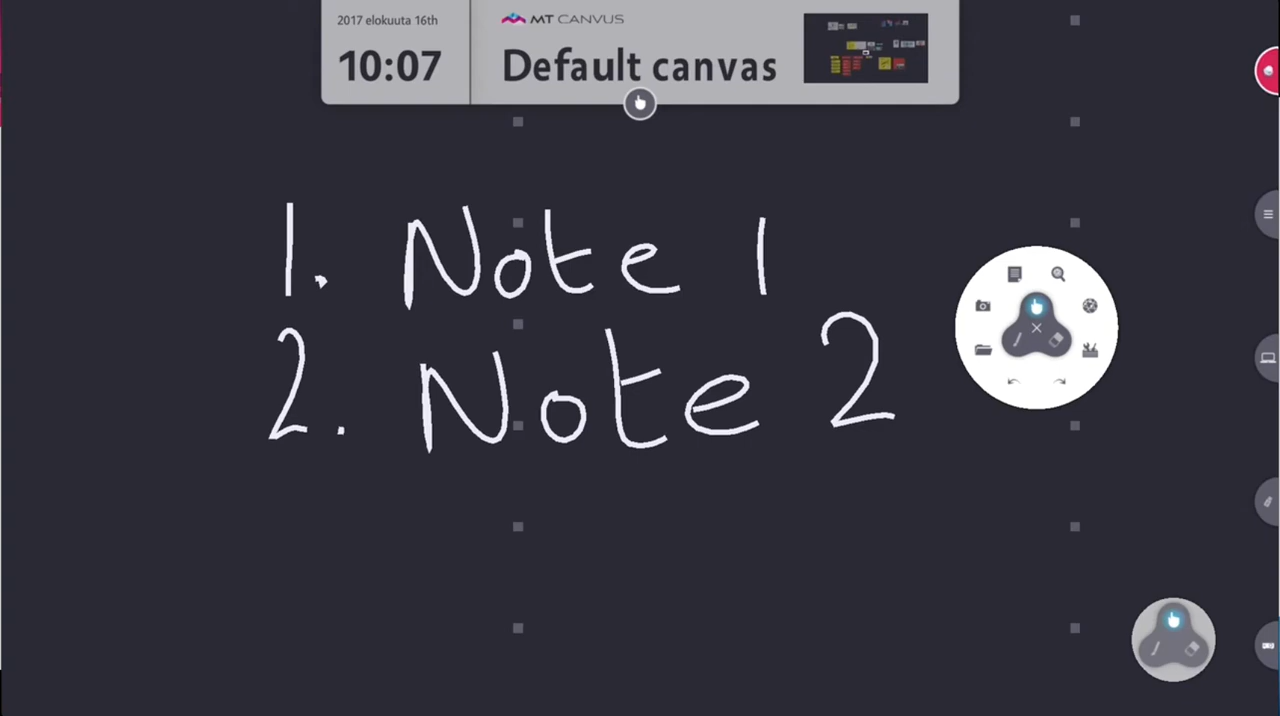 2017 elokuuta 16th
10:07
MT CANVUS
Default canvas
1. Note 1
2. Note 2